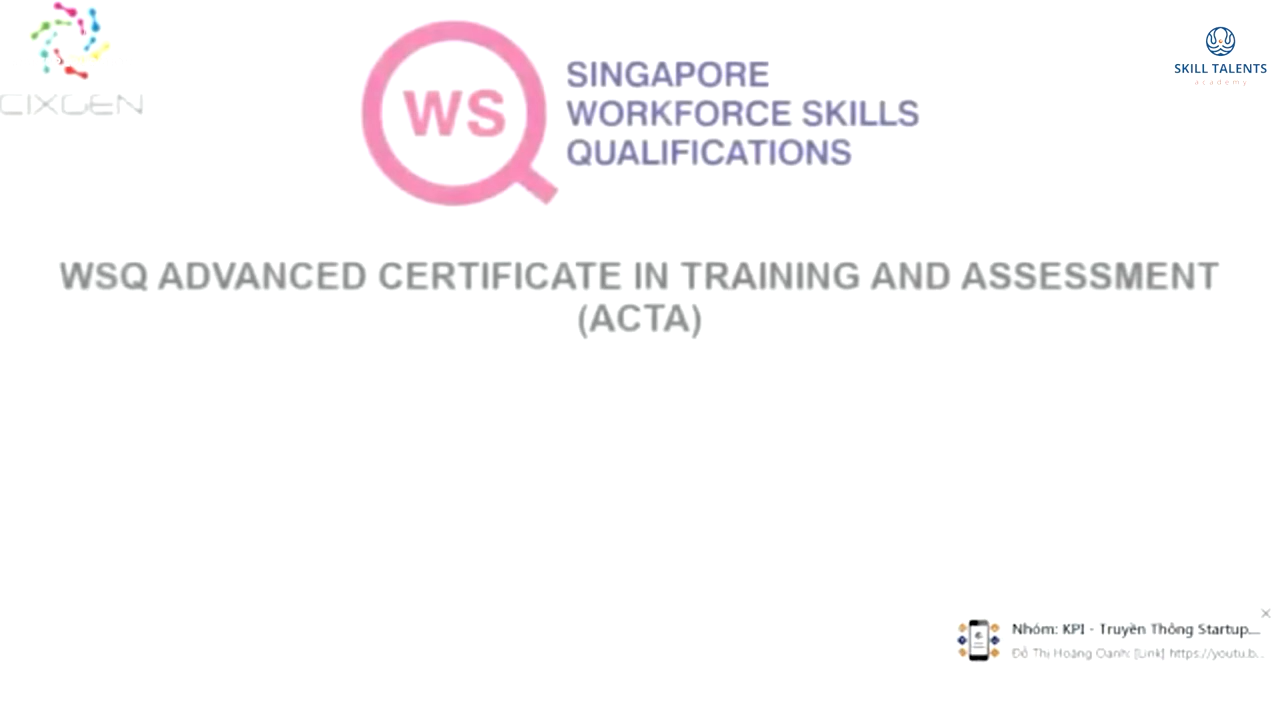 CIXGEN
WS
SINGAPORE
WORKFORCE SKILLS
QUALIFICATIONS
SKILL TALENTS
academy
WSQ ADVANCED CERTIFICATE IN TRAINING AND ASSESSMENT
(ACTA)
Nhóm: KPI - Truyền Thông Startup....
Đỗ Thị Hoàng Oanh: [Link] https://youtu.b...